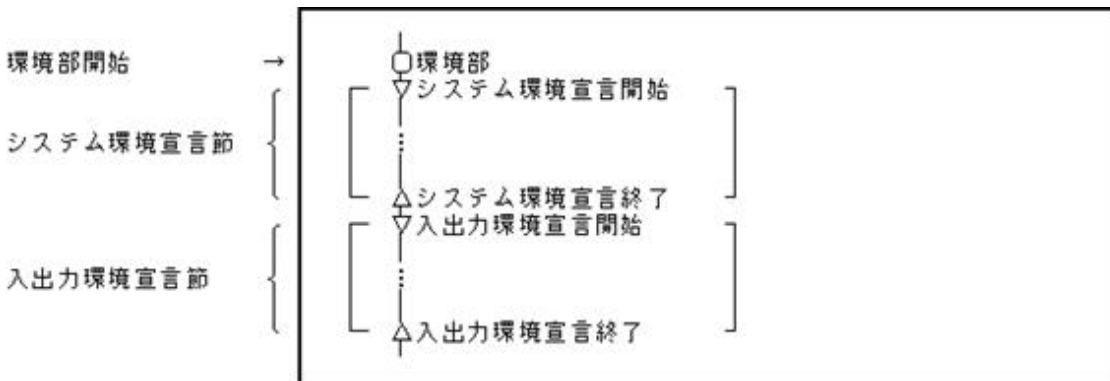 環境部開始 → 環境部
システム環境宣言開始
システム環境宣言節
システム環境宣言終了
入出力環境宣言開始
入出力環境宣言節
入出力環境宣言終了